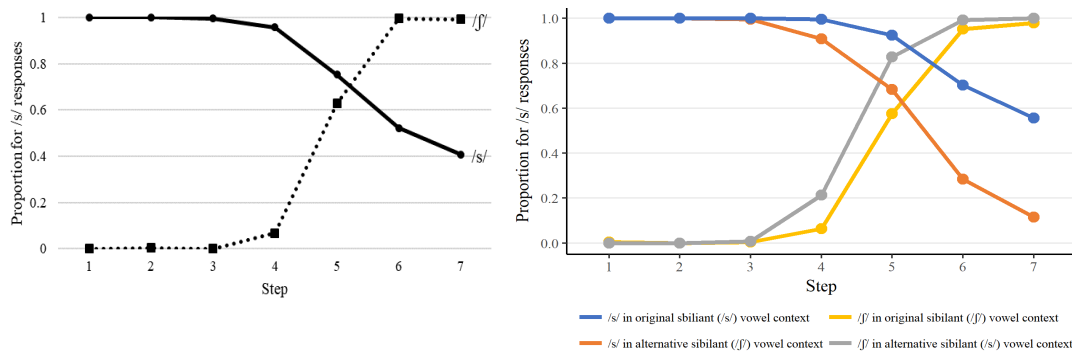 Proportion for /s/ responses
1
0.8
0.6
0.4
0.2
0
/ʃ/
/s/
1 2 3 4 5 6 7
Step
Proportion for /s/ responses
1.0
0.8
0.6
0.4
0.2
0.0
1 2 3 4 5 6 7
Step
/s/ in original sbiliant (/s/) vowel context
/ʃ/ in original sibilant (/ʃ/) vowel context
/s/ in alternative sibilant (/ʃ/) vowel context
/ʃ/ in alternative sibilant (/s/) vowel context